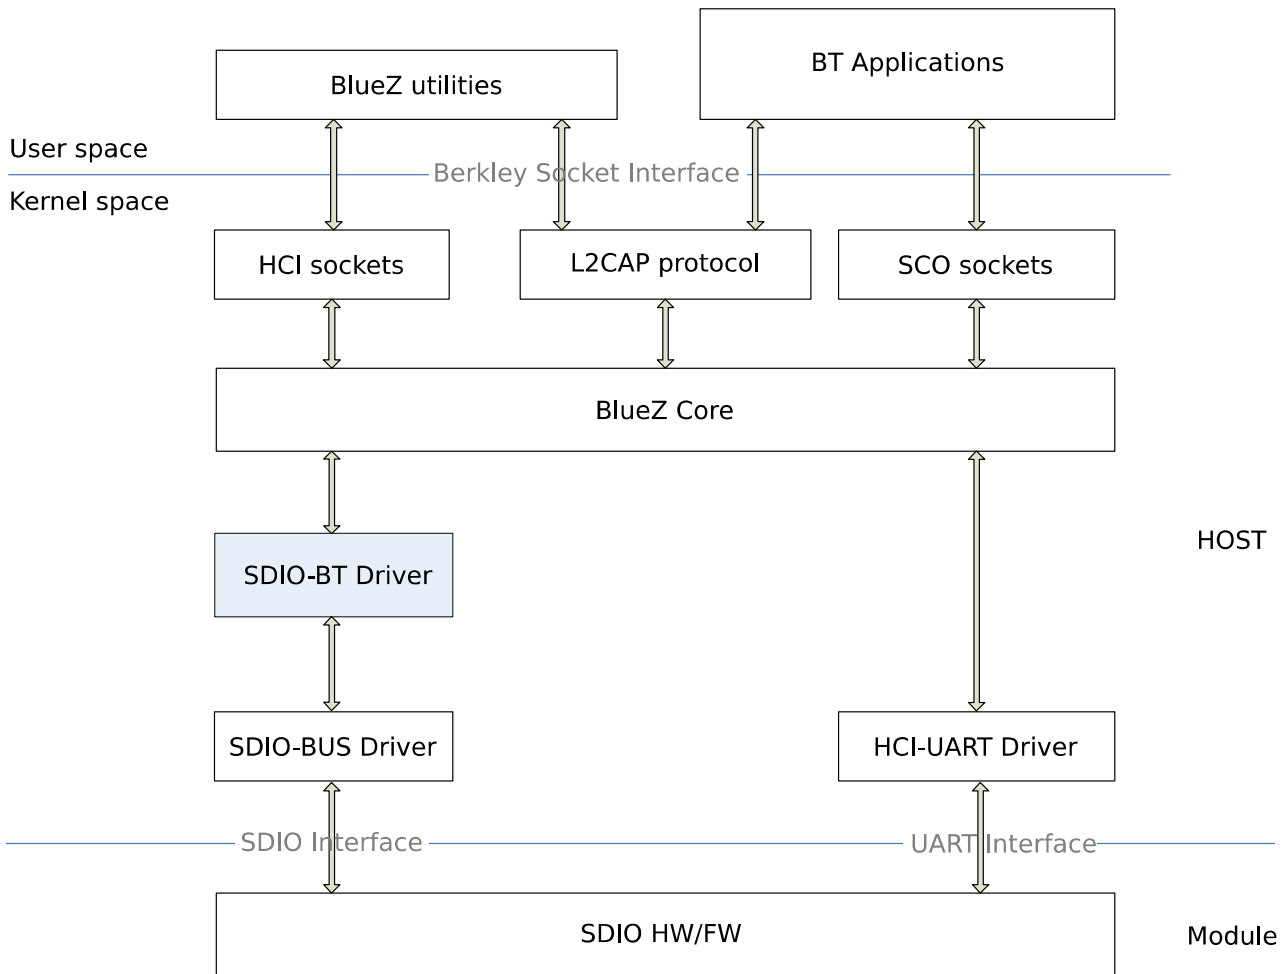 BT Applications
BlueZ utilities
User space
Berkley Socket Interface
Kernel space
HCI sockets
L2CAP protocol
SCO sockets
BlueZ Core
HOST
SDIO-BT Driver
SDIO-BUS Driver
HCI-UART Driver
SDIO Interface
UART Interface
SDIO HW/FW
Module